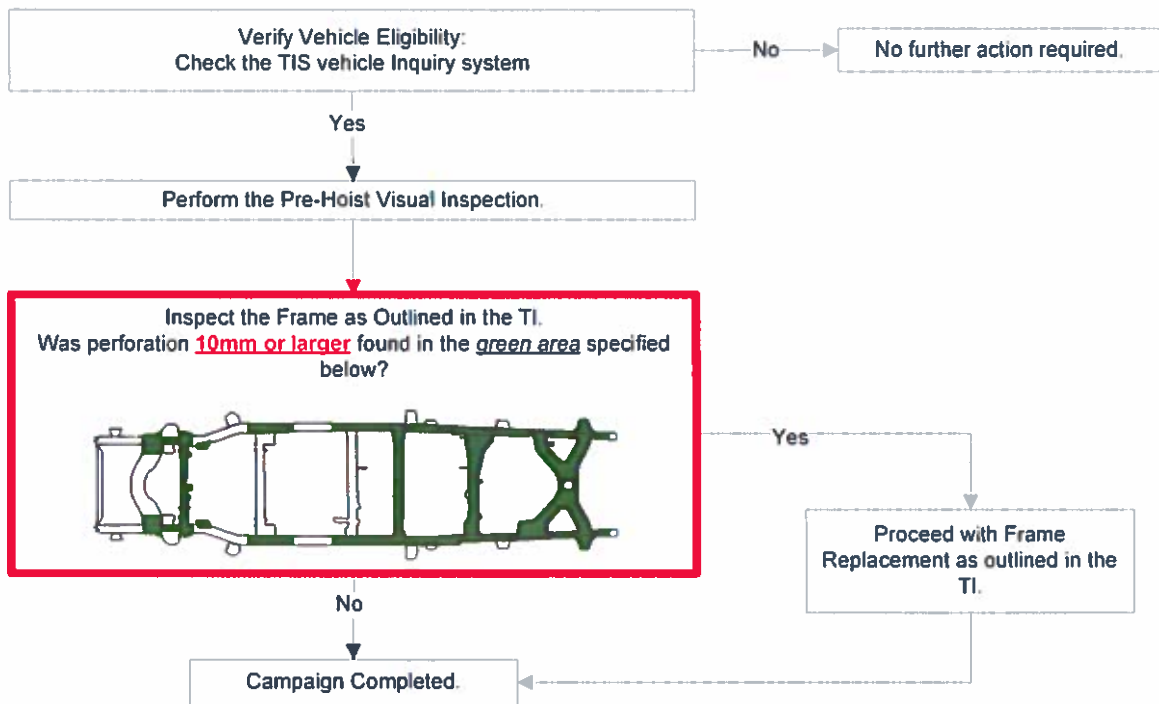 Verify Vehicle Eligibility:
Check the TIS vehicle Inquiry system
No
No further action required.
Yes
Perform the Pre-Hoist Visual Inspection.
Inspect the Frame as Outlined in the TI.
Was perforation 10mm or larger found in the green area specified
below?
Yes
Proceed with Frame
Replacement as outlined in the
TI.
No
Campaign Completed.